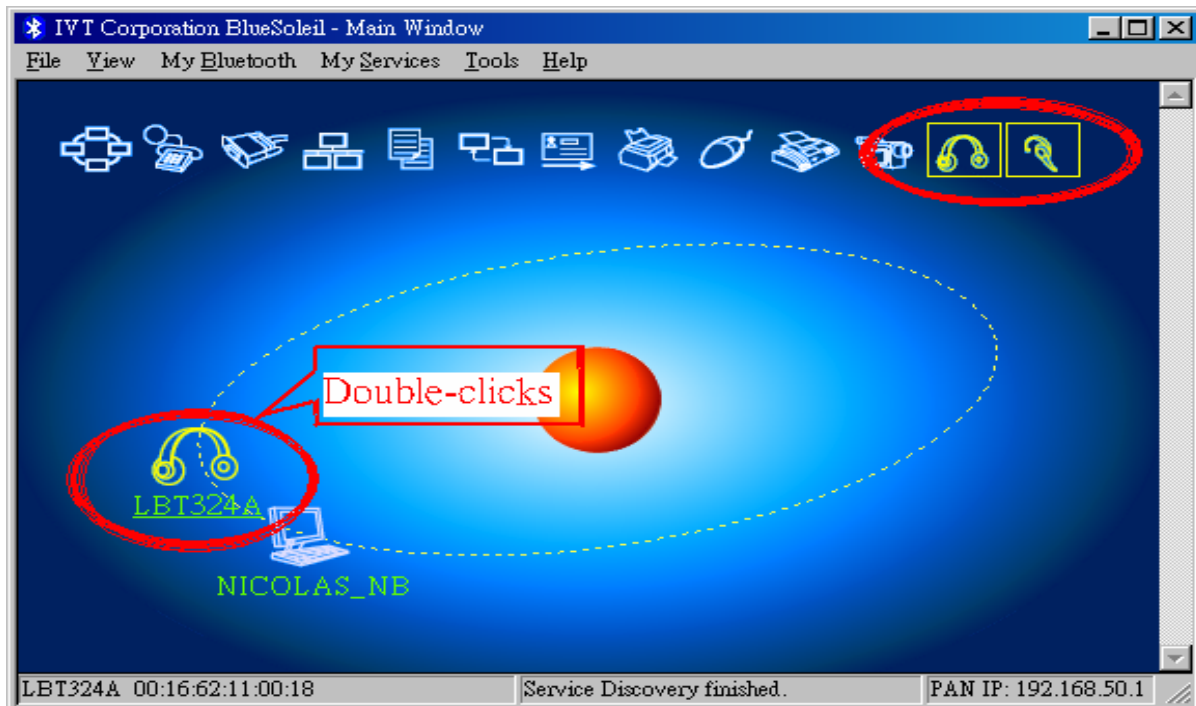 IVT Corporation BlueSoleil - Main Window
File View My Bluetooth My Services Tools Help
Double-clicks
LBT324A
NICOLAS_NB
LBT324A 00:16:62:11:00:18 Service Discovery finished. PAN IP: 192.168.50.1